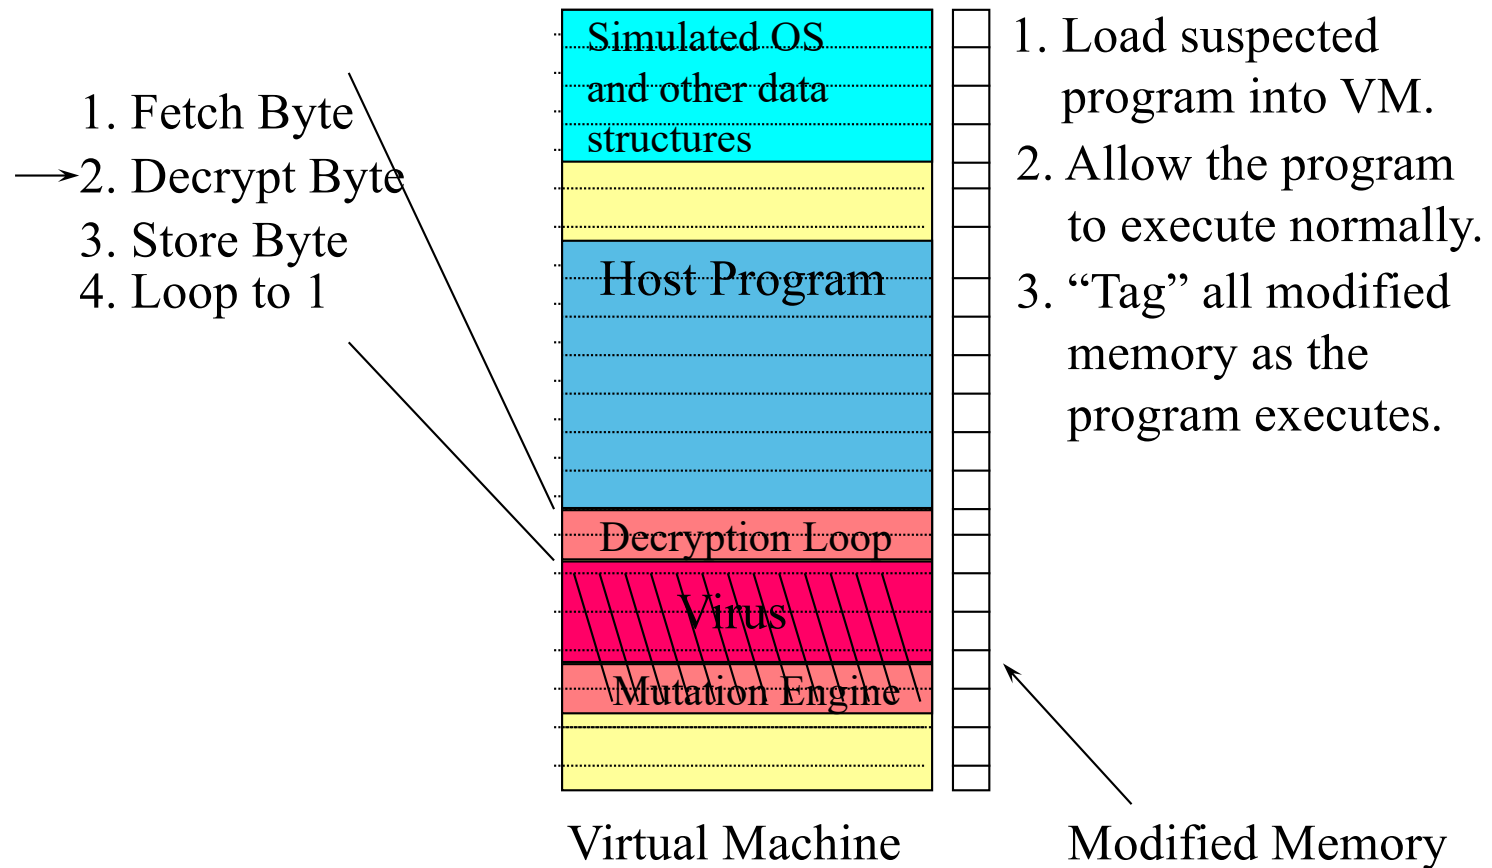 1. Fetch Byte
2. Decrypt Byte
3. Store Byte
4. Loop to 1
Simulated OS
and other data
structures
Host Program
Decryption Loop
Virus
Mutation Engine
Virtual Machine
1. Load suspected
program into VM.
2. Allow the program
to execute normally.
3. “Tag” all modified
memory as the
program executes.
Modified Memory